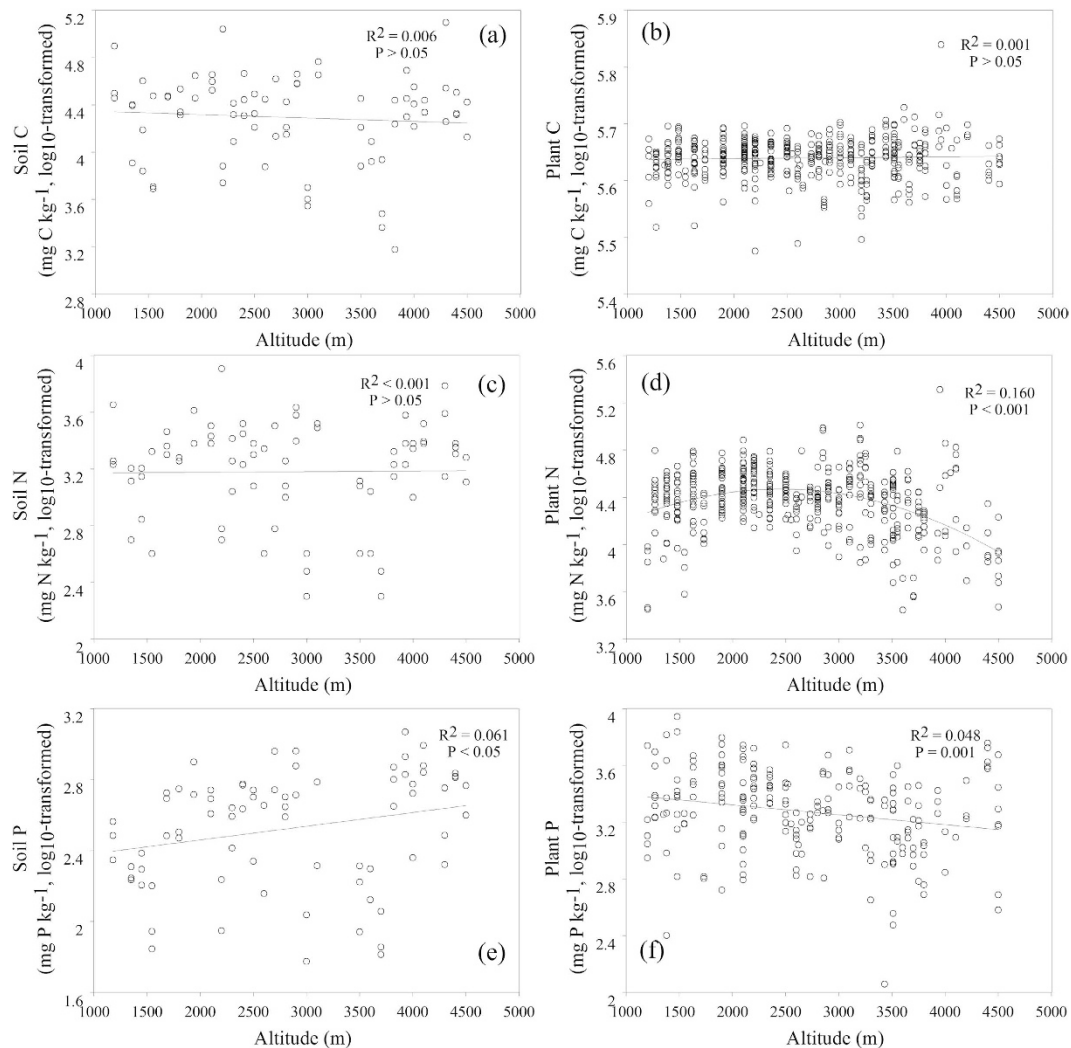 5.2
4.8
4.4
4
3.6
3.2
2.8
Soil C
(mg C kg-1, log10-transformed)
(a)
R2 = 0.006
P > 0.05
1000 1500 2000 2500 3000 3500 4000 4500 5000
Altitude (m)
5.9
5.8
5.7
5.6
5.5
5.4
Plant C
(mg C kg-1, log10-transformed)
(b)
R2 = 0.001
P > 0.05
1000 1500 2000 2500 3000 3500 4000 4500 5000
Altitude (m)
4
3.6
3.2
2.8
2.4
2
Soil N
(mg N kg-1, log10-transformed)
(c)
R2 < 0.001
P > 0.05
1000 1500 2000 2500 3000 3500 4000 4500 5000
Altitude (m)
5.6
5.2
4.8
4.4
4
3.6
3.2
Plant N
(mg N kg-1, log10-transformed)
(d)
R2 = 0.160
P < 0.001
1000 1500 2000 2500 3000 3500 4000 4500 5000
Altitude (m)
3.2
2.8
2.4
2
1.6
Soil P
(mg P kg-1, log10-transformed)
R2 = 0.061
P < 0.05
(e)
1000 1500 2000 2500 3000 3500 4000 4500 5000
Altitude (m)
4
3.6
3.2
2.8
2.4
2
Plant P
(mg P kg-1, log10-transformed)
R2 = 0.048
P = 0.001
(f)
1000 1500 2000 2500 3000 3500 4000 4500 5000
Altitude (m)